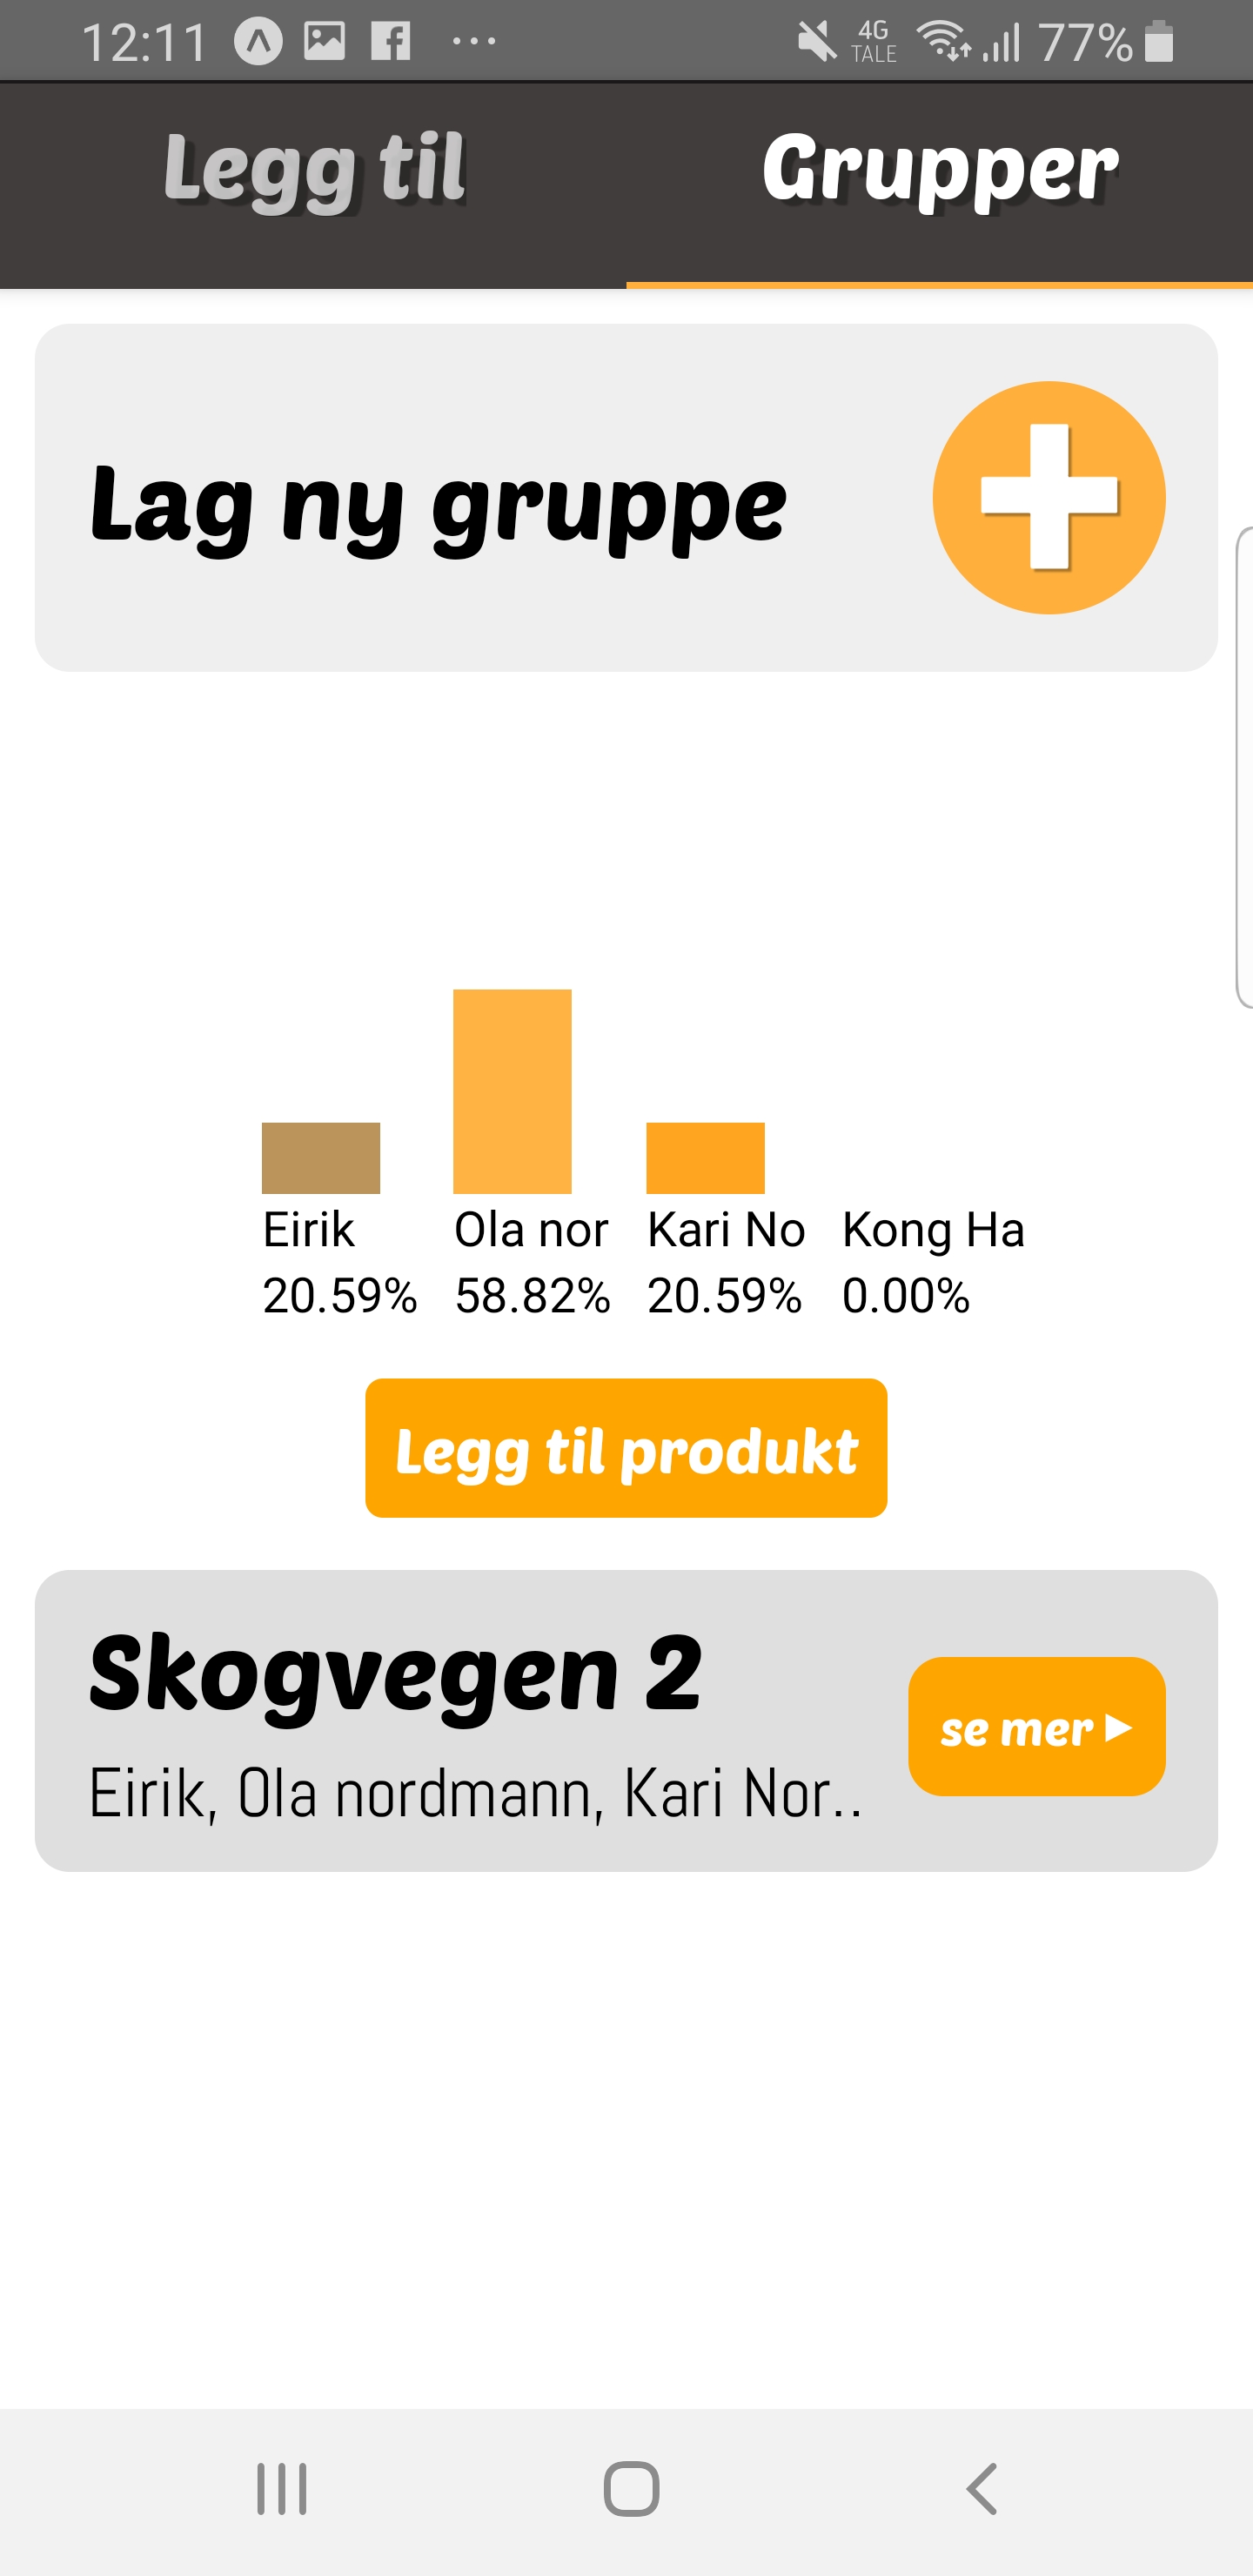 12:11 4G TALE 77%
Legg til Grupper
Lag ny gruppe
Eirik Ola nor Kari No Kong Ha
20.59% 58.82% 20.59% 0.00%
Legg til produkt
Skogvegen 2
se mer
Eirik, Ola nordmann, Kari Nor..